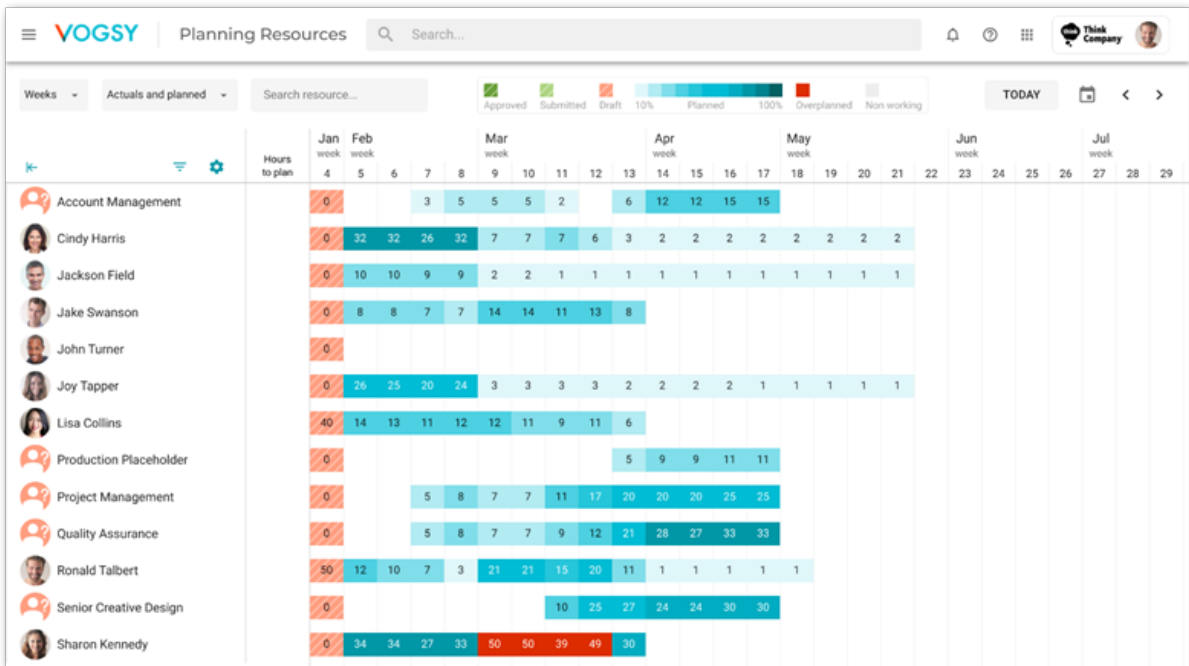 VOGSY Planning Resources Search... Think Company
Weeks Actuals and planned Search resource... Approved Submitted Draft 10% Planned 100% Overplanned Non working TODAY
Jan Feb Mar Apr May Jun Jul
week week week week week week week
Hours to plan 4 5 6 7 8 9 10 11 12 13 14 15 16 17 18 19 20 21 22 23 24 25 26 27 28 29
Account Management 0 3 5 5 5 2 6 12 12 15 15
Cindy Harris 0 32 32 26 32 7 7 7 6 3 2 2 2 2 2 2 2 2
Jackson Field 0 10 10 9 9 2 2 1 1 1 1 1 1 1 1 1 1 1
Jake Swanson 0 8 8 7 7 14 14 11 13 8
John Turner 0
Joy Tapper 0 26 25 20 24 3 3 3 3 2 2 2 2 1 1 1 1 1
Lisa Collins 40 14 13 11 12 12 11 9 11 6
Production Placeholder 0 5 9 9 11 11
Project Management 0 5 8 7 7 11 17 20 20 20 25 25
Quality Assurance 0 5 8 7 7 9 12 21 28 27 33 33
Ronald Talbert 50 12 10 7 3 21 21 15 20 11 1 1 1 1 1
Senior Creative Design 0 10 25 27 24 24 30 30
Sharon Kennedy 0 34 34 27 33 50 50 39 49 30